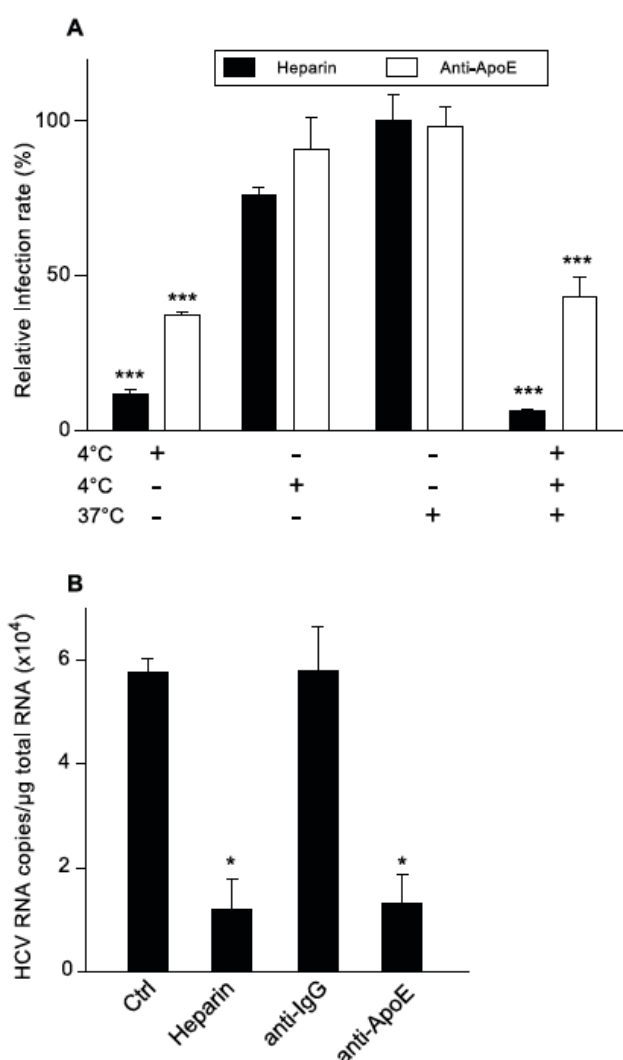 A
Heparin Anti-ApoE
Relative Infection rate (%)
100
50
0
*** *** *** ***
4°C + - - +
4°C - + - +
37°C - - + +
B
HCV RNA copies/µg total RNA (x10⁴)
6
4
2
0
* *
Ctrl Heparin anti-IgG anti-ApoE